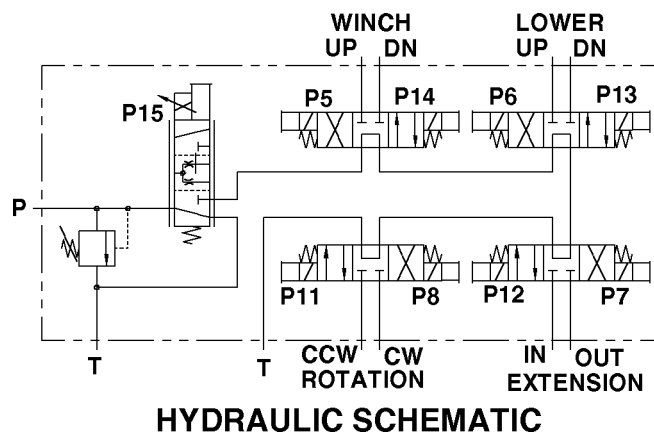 WINCH
UP DN
LOWER
UP DN
P15
P5
P14
P6
P13
P
P11
P8
P12
P7
T
T
CCW CW
ROTATION
IN OUT
EXTENSION
HYDRAULIC SCHEMATIC